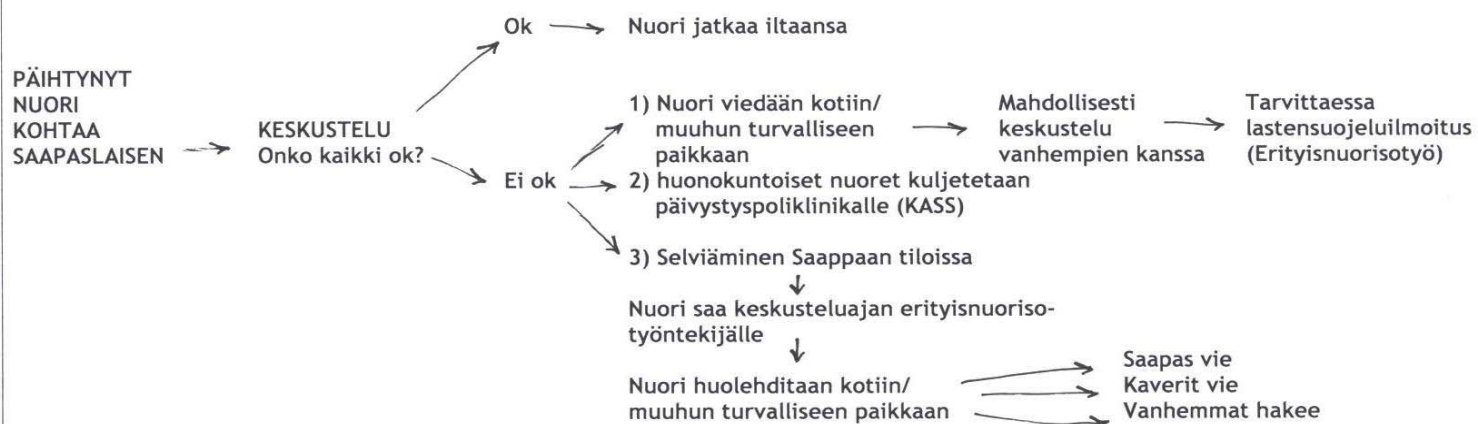 Ok
Nuori jatkaa iltaansa
PÄIHTYNYT
NUORI
KOHTAA
SAAPASLAISEN
KESKUSTELU
Onko kaikki ok?
Ei ok
1) Nuori viedään kotiin/
muuhun turvalliseen
paikkaan
Mahdollisesti
keskustelu
vanhempien kanssa
Tarvittaessa
lastensuojeluilmoitus
(Erityisnuorisotyö)
2) huonokuntoiset nuoret kuljetetaan
päivystyspoliklinikalle (KASS)
3) Selviäminen Saappaan tiloissa
Nuori saa keskusteluajan erityisnuoriso-
työntekijälle
Nuori huolehditaan kotiin/
muuhun turvalliseen paikkaan
Saapas vie
Kaverit vie
Vanhemmat hakee